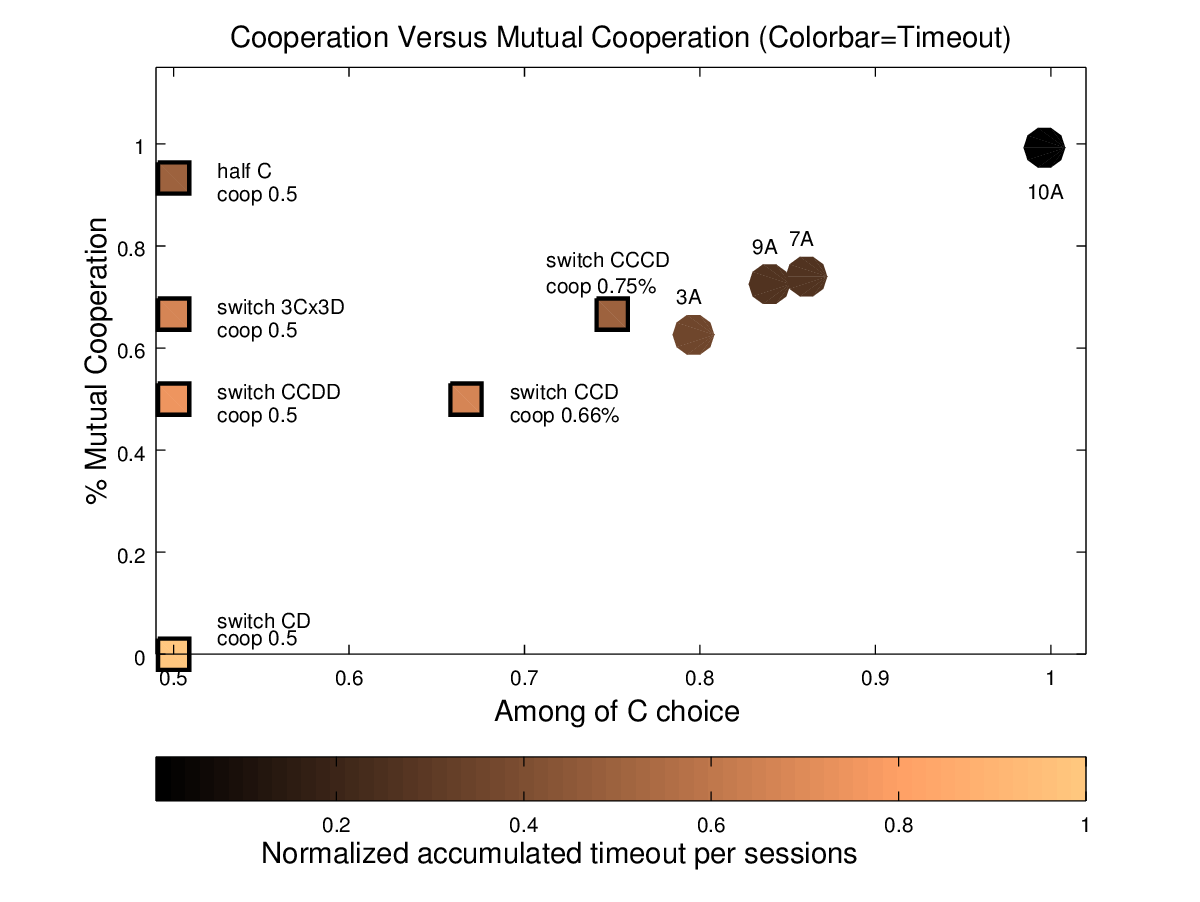 Cooperation Versus Mutual Cooperation (Colorbar=Timeout)
% Mutual Cooperation
1
0.8
0.6
0.4
0.2
0
half C
coop 0.5
switch 3Cx3D
coop 0.5
switch CCDD
coop 0.5
switch CD
coop 0.5
switch CCD
coop 0.66%
switch CCCD
coop 0.75%
3A
9A
7A
10A
0.5
0.6
0.7
0.8
0.9
1
Among of C choice
0.2
0.4
0.6
0.8
1
Normalized accumulated timeout per sessions